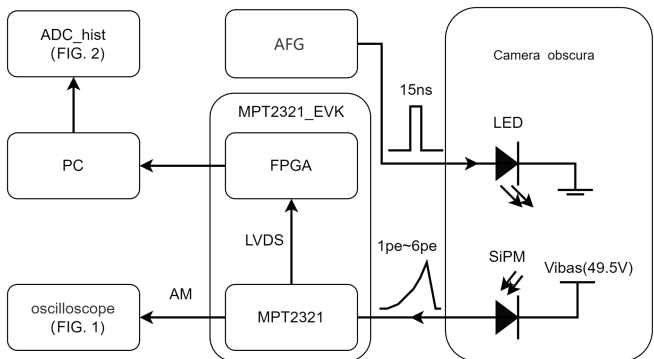 ADC_hist
(FIG. 2)
AFG
Camera obscura
15ns
MPT2321_EVK
LED
PC
FPGA
LVDS
1pe~6pe
SiPM
Vibas(49.5V)
AM
oscilloscope
(FIG. 1)
MPT2321